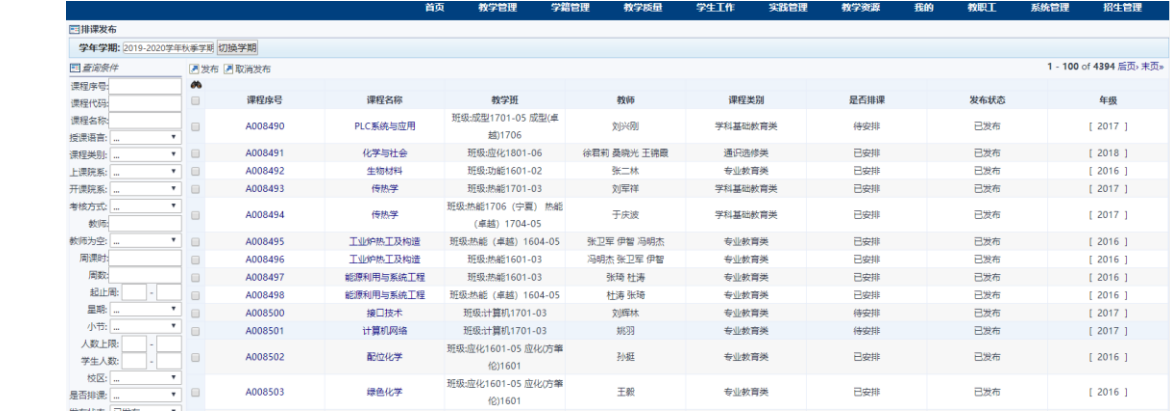 首页 教学管理 学籍管理 教学质量 学生工作 实践管理 教学资源 我的 教职工 系统管理 招生管理
排课发布
学年学期: 2019-2020学年秋季学期 切换学期
查询条件 发布 取消发布 1 - 100 of 4394 后页› 末页»
课程序号:
课程代码:
课程名称:
授课语言: ...
课程类别: ...
上课院系: ...
开课院系: ...
考核方式: ...
教师:
教师为空: ...
周课时:
周数:
起止周: -
星期: ...
小节: ...
人数上限: -
学生人数: -
校区: ...
是否排课: ...
发布状态: 已发布
课程序号 课程名称 教学班 教师 课程类别 是否排课 发布状态 年级
A008490 PLC系统与应用 班级:成型1701-05 成型(卓
越)1706 刘兴刚 学科基础教育类 待安排 已发布 [ 2017 ]
A008491 化学与社会 班级:应化1801-06 徐君莉 桑晓光 王锦霞 通识选修类 已安排 已发布 [ 2018 ]
A008492 生物材料 班级:功能1601-02 张二林 专业教育类 已安排 已发布 [ 2016 ]
A008493 传热学 班级:热能1701-03 刘军祥 学科基础教育类 已安排 已发布 [ 2017 ]
A008494 传热学 班级:热能1706（宁夏） 热能
（卓越）1704-05 于庆波 学科基础教育类 已安排 已发布 [ 2017 ]
A008495 工业炉热工及构造 班级:热能（卓越）1604-05 张卫军 伊智 冯明杰 专业教育类 已安排 已发布 [ 2016 ]
A008496 工业炉热工及构造 班级:热能1601-03 冯明杰 张卫军 伊智 专业教育类 已安排 已发布 [ 2016 ]
A008497 能源利用与系统工程 班级:热能1601-03 张琦 杜涛 专业教育类 已安排 已发布 [ 2016 ]
A008498 能源利用与系统工程 班级:热能（卓越）1604-05 杜涛 张琦 专业教育类 已安排 已发布 [ 2016 ]
A008500 接口技术 班级:计算机1701-03 刘辉林 专业教育类 待安排 已发布 [ 2017 ]
A008501 计算机网络 班级:计算机1701-03 姚羽 专业教育类 待安排 已发布 [ 2017 ]
A008502 配位化学 班级:应化1601-05 应化(方肇
伦)1601 孙挺 专业教育类 已安排 已发布 [ 2016 ]
A008503 绿色化学 班级:应化1601-05 应化(方肇
伦)1601 王毅 专业教育类 已安排 已发布 [ 2016 ]